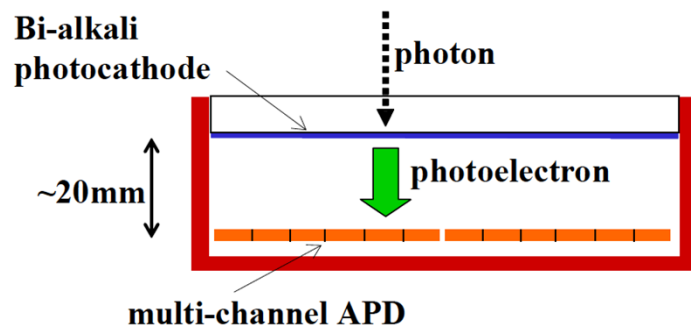 Bi-alkali
photocathode
photon
~20mm
photoelectron
multi-channel APD